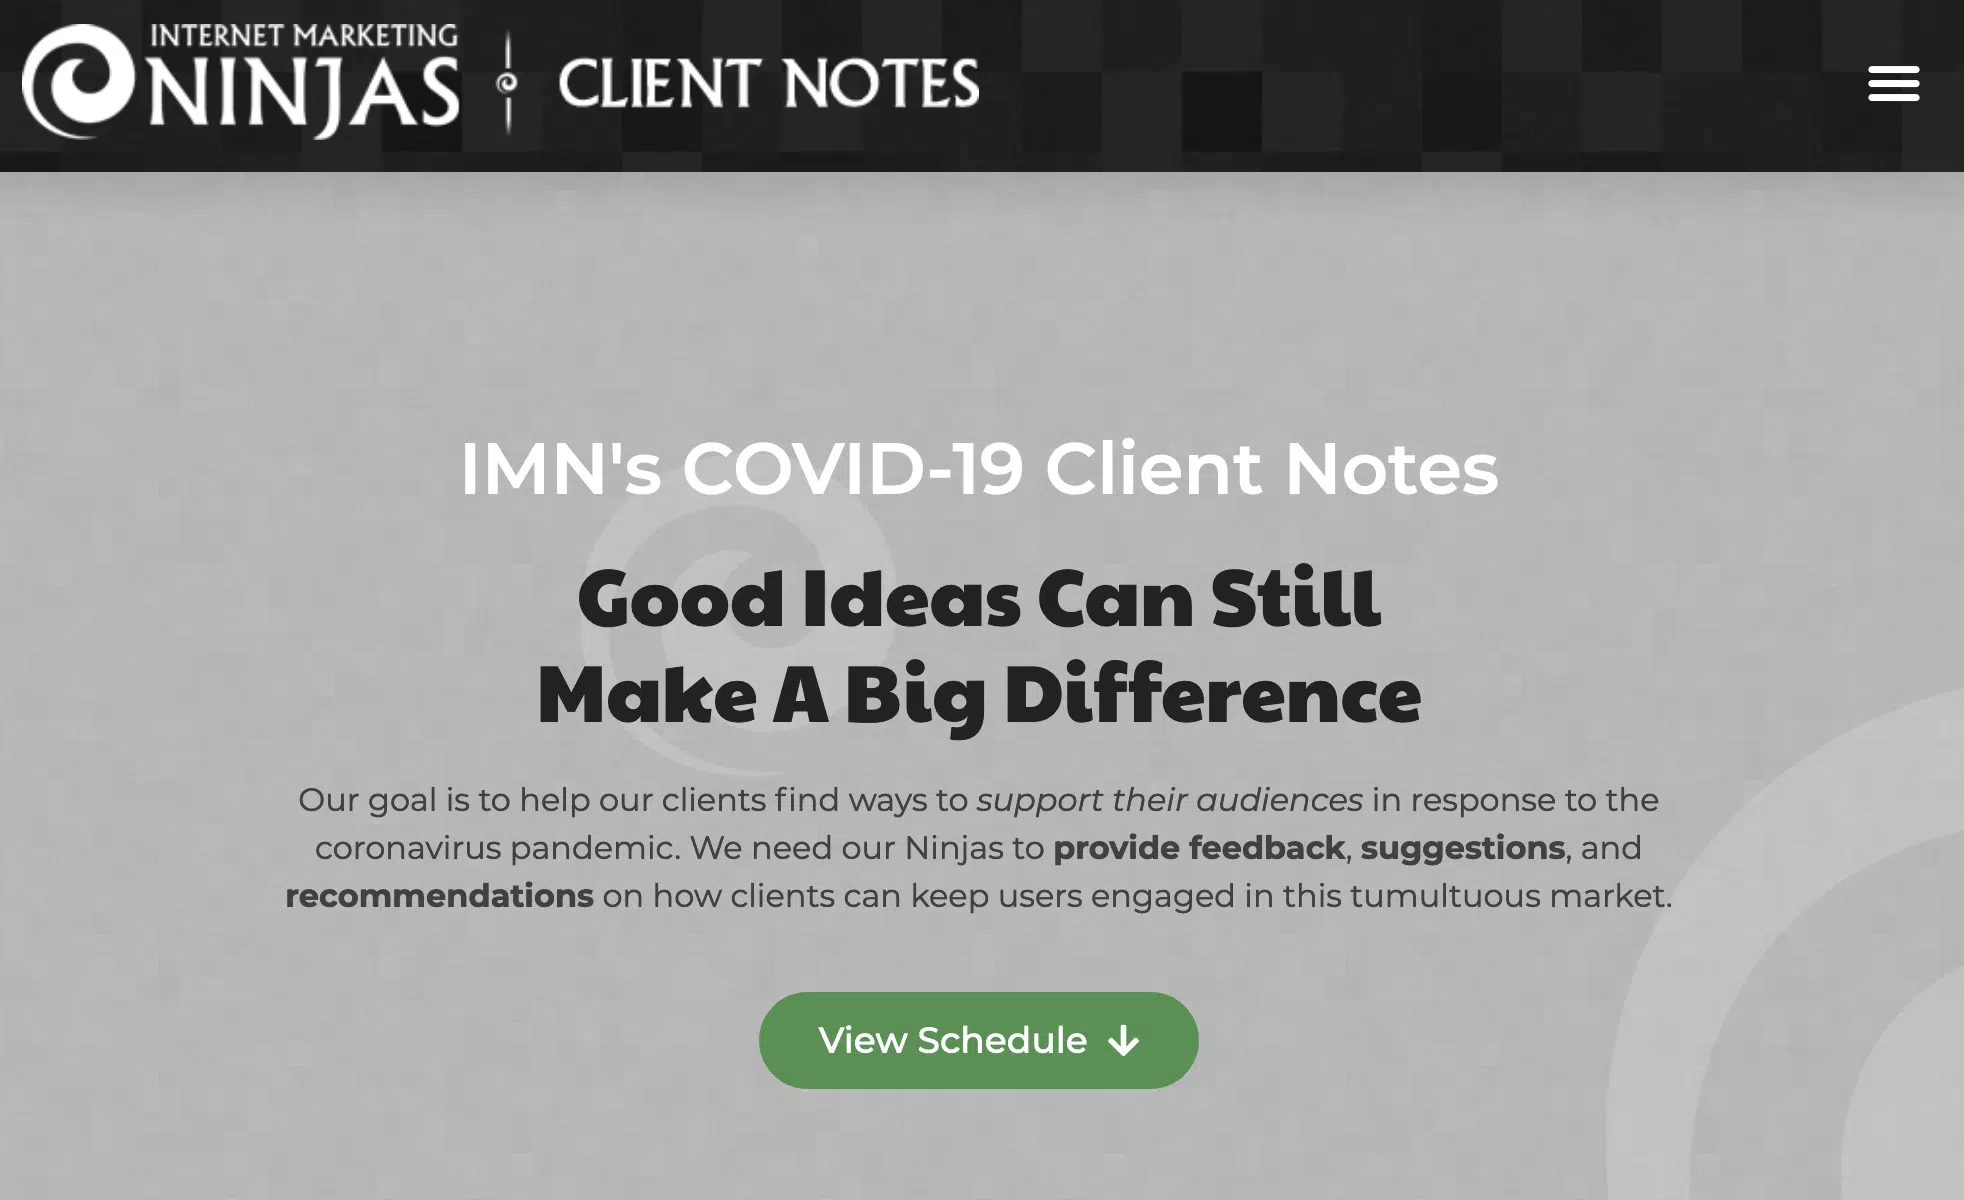 INTERNET MARKETING
NINJAS
CLIENT NOTES
IMN's COVID-19 Client Notes
Good Ideas Can Still
Make A Big Difference
Our goal is to help our clients find ways to support their audiences in response to the
coronavirus pandemic. We need our Ninjas to provide feedback, suggestions, and
recommendations on how clients can keep users engaged in this tumultuous market.
View Schedule